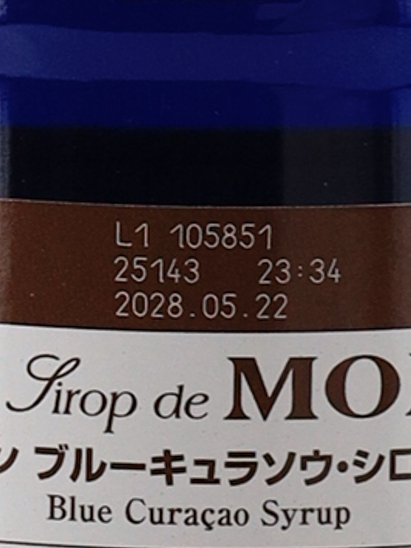 L1 105851
25143 23:34
2028.05.22
Sirop de MO
ン ブルーキュラソウ・シロ
Blue Curaçao Syrup